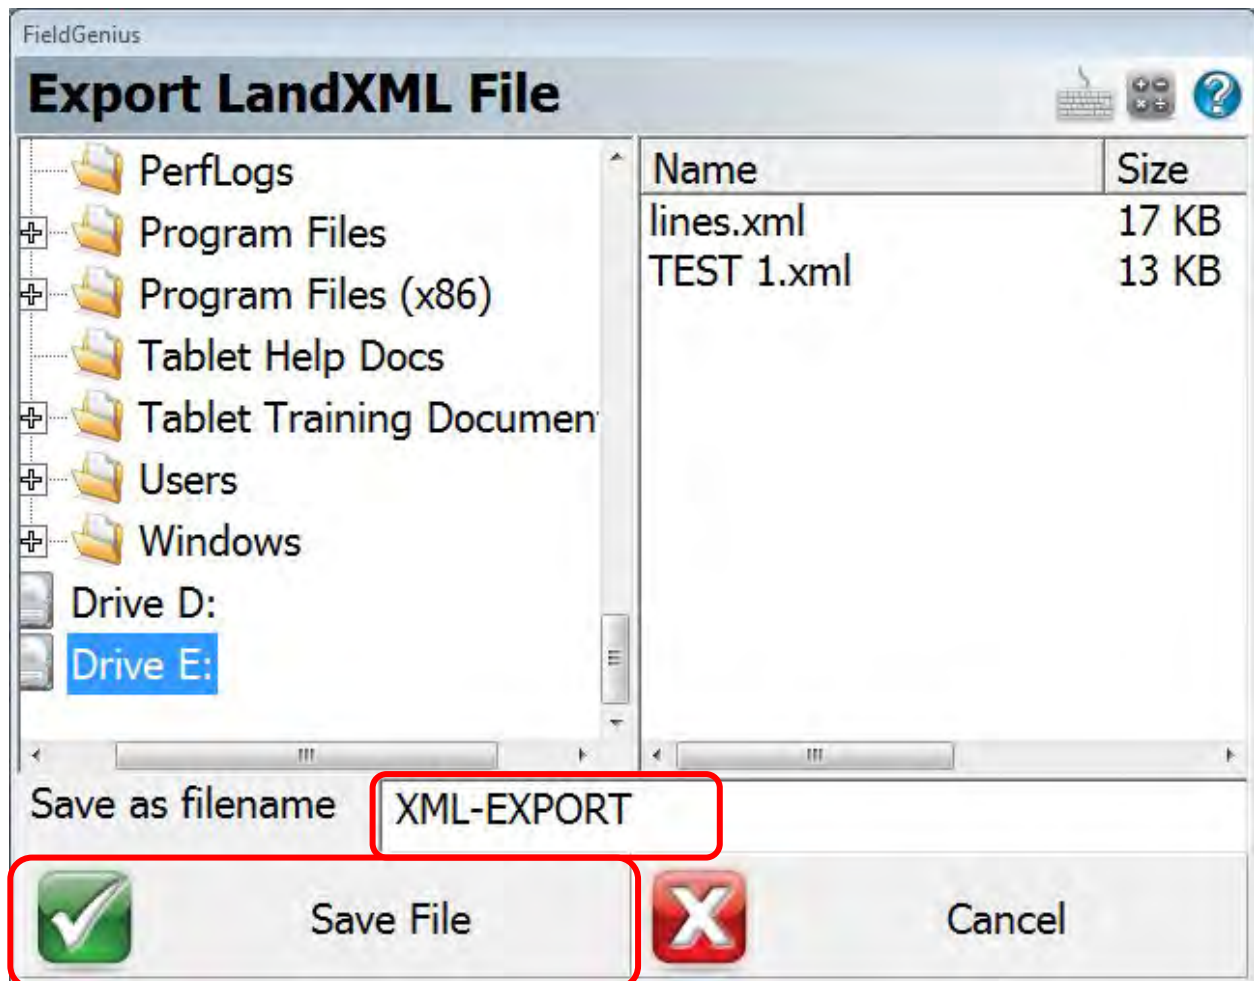 FieldGenius
Export LandXML File
PerfLogs
Program Files
Program Files (x86)
Tablet Help Docs
Tablet Training Documen
Users
Windows
Drive D:
Drive E:
Name Size
lines.xml 17 KB
TEST 1.xml 13 KB
Save as filename XML-EXPORT
Save File Cancel